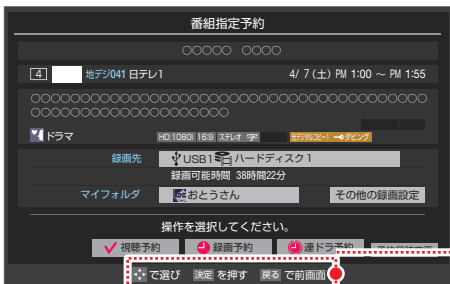 番組指定予約
○○○○○ ○○○○
4 地デジ041 日テレ1 4/ 7 (土) PM 1:00 ～ PM 1:55
○○○○○○○○○○○○○○○○○○○○○○○○○○○○○○○○○○○○○○○○
○○○○○○○○○○○○○○○○○○○○
ドラマ HD:1080i 16:9 ステレオ 字 光デジタルコピー1 ダビング
録画先 USB1 ハードディスク1
録画可能時間 38時間22分
マイフォルダ おとうさん その他の録画設定
操作を選択してください。
視聴予約 録画予約 連ドラ予約
で選び 決定 を押す 戻る で前画面